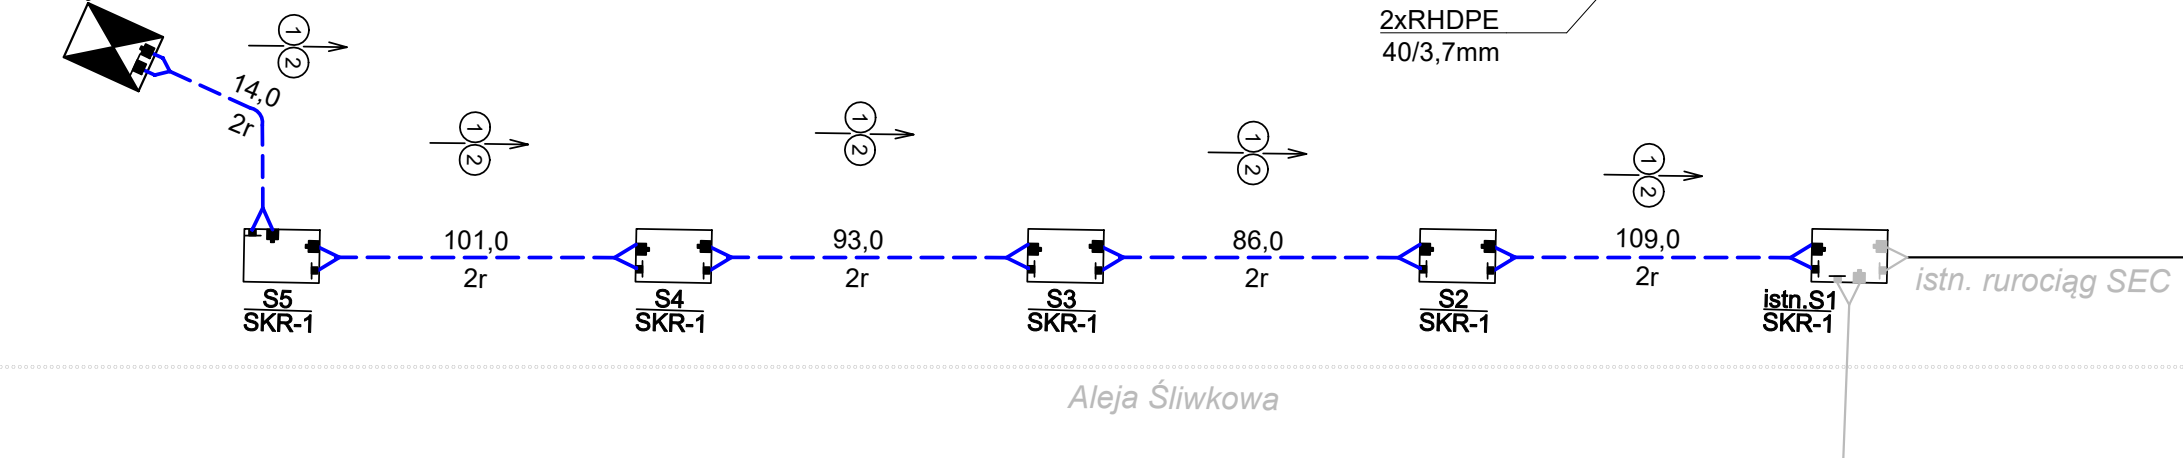 2xRHDPE
40/3,7mm
1
2
14,0
2r
1
2
1
2
1
2
1
2
101,0
2r
93,0
2r
86,0
2r
109,0
2r
S5
SKR-1
S4
SKR-1
S3
SKR-1
S2
SKR-1
istn.S1
SKR-1
istn. rurociąg SEC
Aleja Śliwkowa